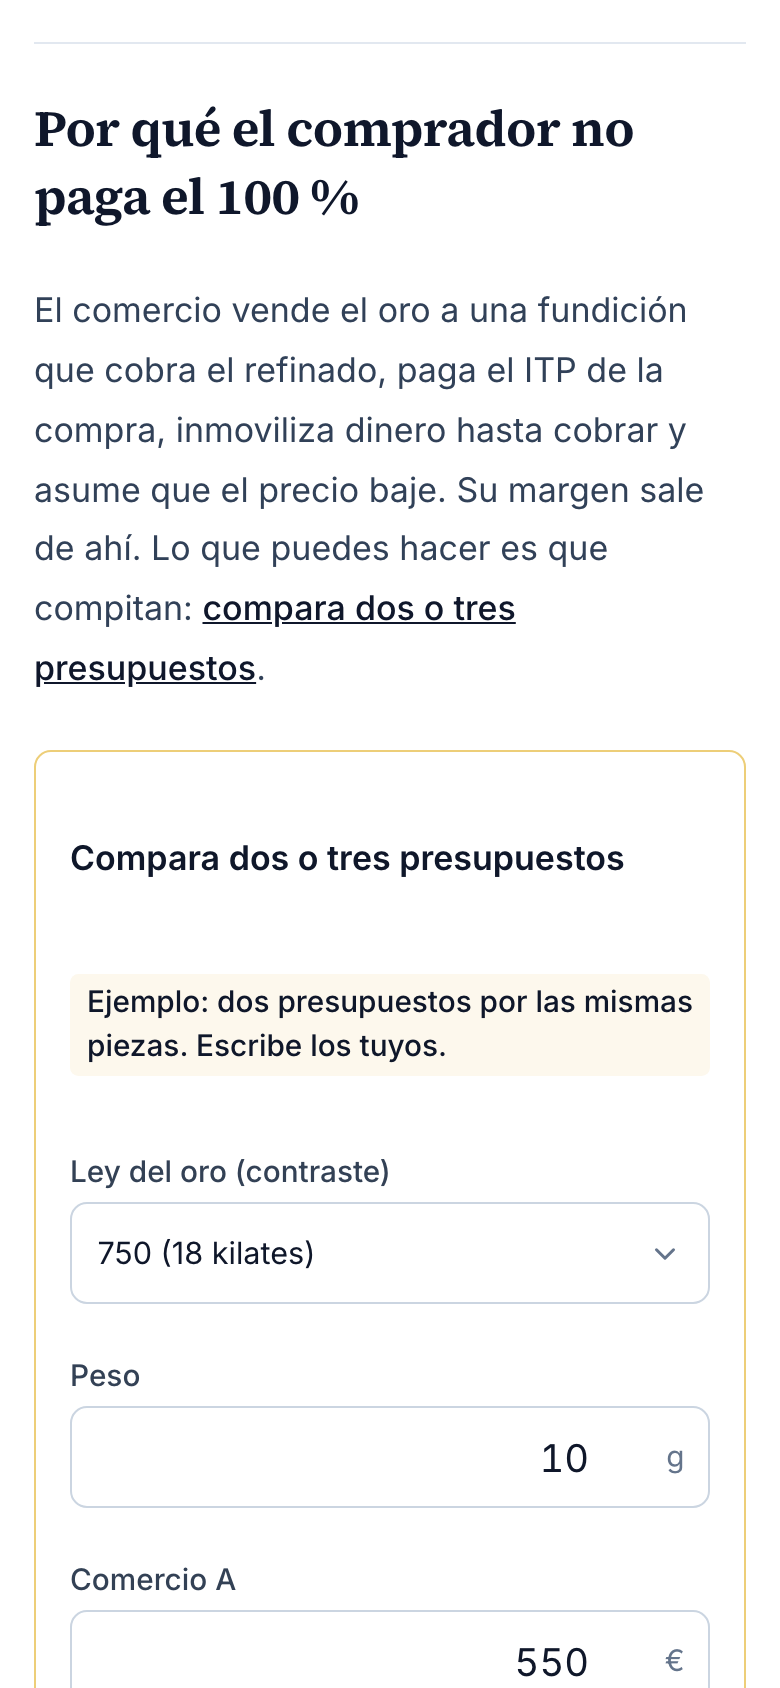 Por qué el comprador no
paga el 100 %
El comercio vende el oro a una fundición
que cobra el refinado, paga el ITP de la
compra, inmoviliza dinero hasta cobrar y
asume que el precio baje. Su margen sale
de ahí. Lo que puedes hacer es que
compitan: compara dos o tres
presupuestos.
Compara dos o tres presupuestos
Ejemplo: dos presupuestos por las mismas
piezas. Escribe los tuyos.
Ley del oro (contraste)
750 (18 kilates)
Peso
10 g
Comercio A
550 €